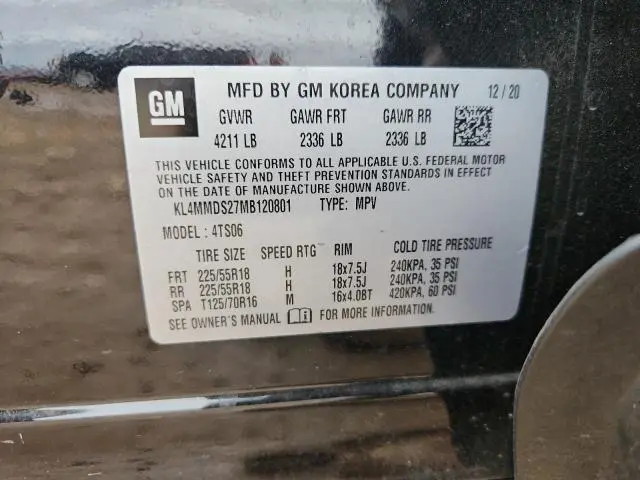 GM MFD BY GM KOREA COMPANY 12/20
GVWR GAWR FRT GAWR RR
4211 LB 2336 LB 2336 LB
THIS VEHICLE CONFORMS TO ALL APPLICABLE U.S. FEDERAL MOTOR
VEHICLE SAFETY AND THEFT PREVENTION STANDARDS IN EFFECT
ON THE DATE OF MANUFACTURE SHOWN ABOVE.
KL4MMDS27MB120801 TYPE: MPV
MODEL: 4TS06
TIRE SIZE SPEED RTG RIM COLD TIRE PRESSURE
FRT 225/55R18 H 18x7.5J 240KPA, 35 PSI
RR 225/55R18 H 18x7.5J 240KPA, 35 PSI
SPA T125/70R16 M 16x4.0BT 420KPA, 60 PSI
SEE OWNER'S MANUAL FOR MORE INFORMATION.